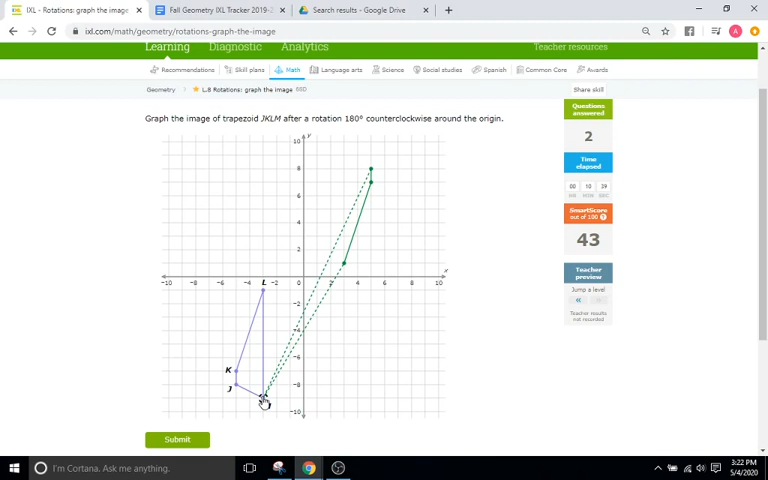 IXL - Rotations: graph the image
Fall Geometry IXL Tracker 2019-2
Search results - Google Drive
ixl.com/math/geometry/rotations-graph-the-image
A
Learning Diagnostic Analytics Teacher resources
Recommendations Skill plans Math Language arts Science Social studies Spanish Common Core Awards
Geometry L.8 Rotations: graph the image 66D
Share skill
Graph the image of trapezoid JKLM after a rotation 180° counterclockwise around the origin.
Questions answered
2
Time elapsed
00 10 39
HR MIN SEC
SmartScore out of 100 ?
43
Teacher preview
Jump a level
Teacher results not recorded
y
10
8
6
4
2
x
−10 −8 −6 −4 −2 0 2 4 6 8 10
−2
−4
−6
−8
−10
L
K
J
Submit
I'm Cortana. Ask me anything.
3:22 PM
5/4/2020